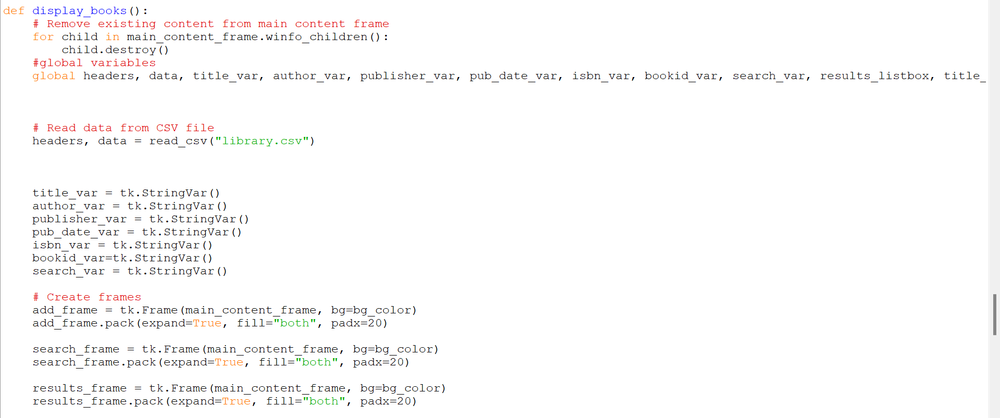 def display_books():
    # Remove existing content from main content frame
    for child in main_content_frame.winfo_children():
        child.destroy()
    #global variables
    global headers, data, title_var, author_var, publisher_var, pub_date_var, isbn_var, bookid_var, search_var, results_listbox, title_
    # Read data from CSV file
    headers, data = read_csv("library.csv")
    title_var = tk.StringVar()
    author_var = tk.StringVar()
    publisher_var = tk.StringVar()
    pub_date_var = tk.StringVar()
    isbn_var = tk.StringVar()
    bookid_var=tk.StringVar()
    search_var = tk.StringVar()
    # Create frames
    add_frame = tk.Frame(main_content_frame, bg=bg_color)
    add_frame.pack(expand=True, fill="both", padx=20)
    search_frame = tk.Frame(main_content_frame, bg=bg_color)
    search_frame.pack(expand=True, fill="both", padx=20)
    results_frame = tk.Frame(main_content_frame, bg=bg_color)
    results_frame.pack(expand=True, fill="both", padx=20)